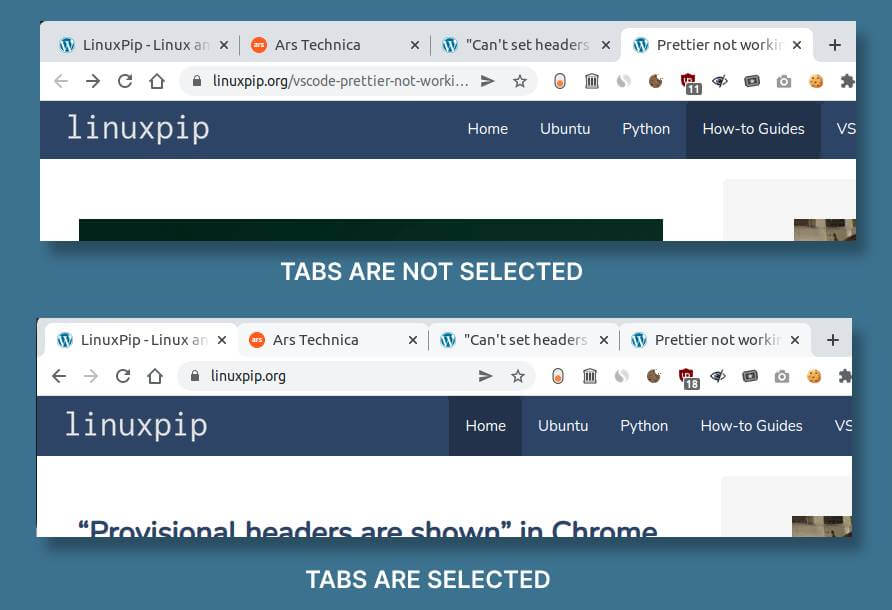 LinuxPip - Linux an
ars Ars Technica
"Can't set headers
Prettier not workin
linuxpip.org/vscode-prettier-not-worki...
11
linuxpip Home Ubuntu Python How-to Guides VS
TABS ARE NOT SELECTED
LinuxPip - Linux an
ars Ars Technica
"Can't set headers
Prettier not workin
linuxpip.org
18
linuxpip Home Ubuntu Python How-to Guides VS
“Provisional headers are shown” in Chrome
TABS ARE SELECTED